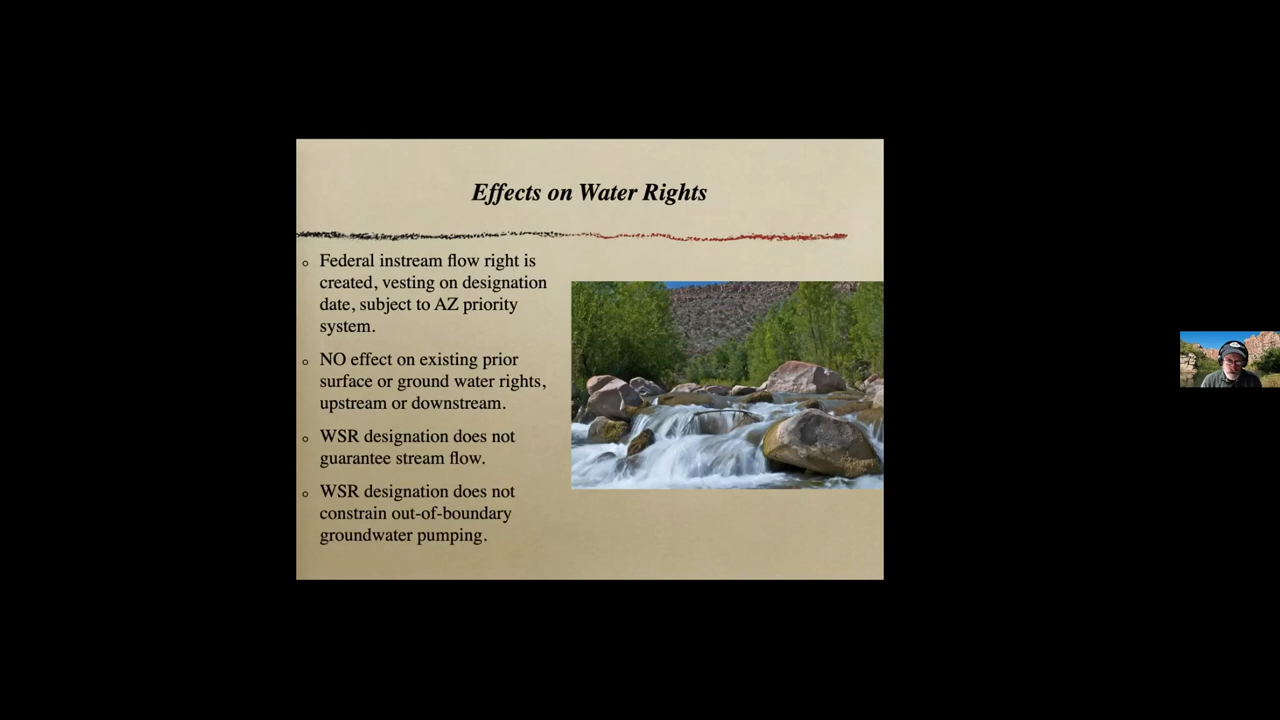 Effects on Water Rights
Federal instream flow right is
created, vesting on designation
date, subject to AZ priority
system.
NO effect on existing prior
surface or ground water rights,
upstream or downstream.
WSR designation does not
guarantee stream flow.
WSR designation does not
constrain out-of-boundary
groundwater pumping.